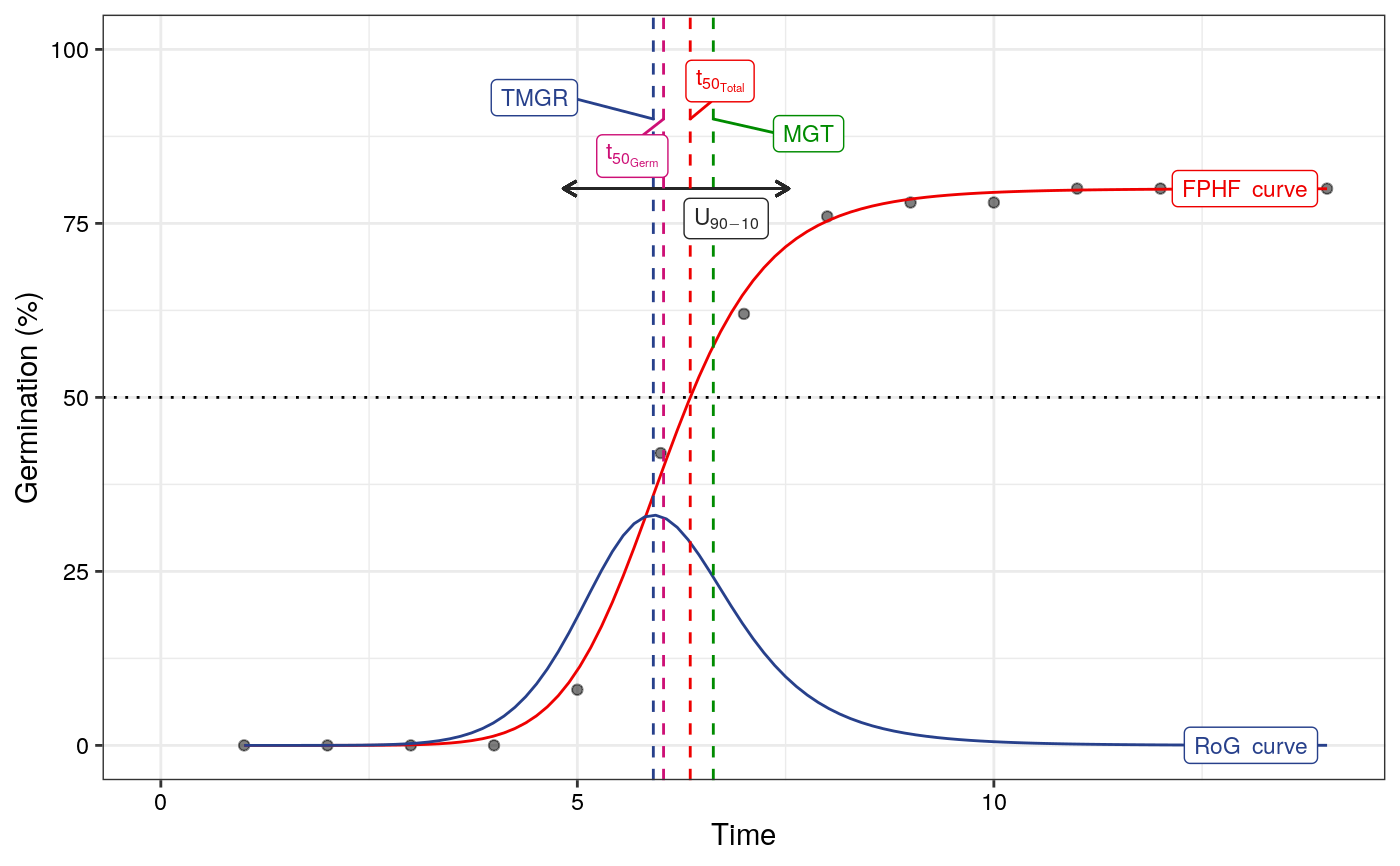 100
75
50
25
0
Germination (%)
TMGR
t50Total
t50Germ
MGT
U90−10
FPHF curve
RoG curve
0
5
10
Time